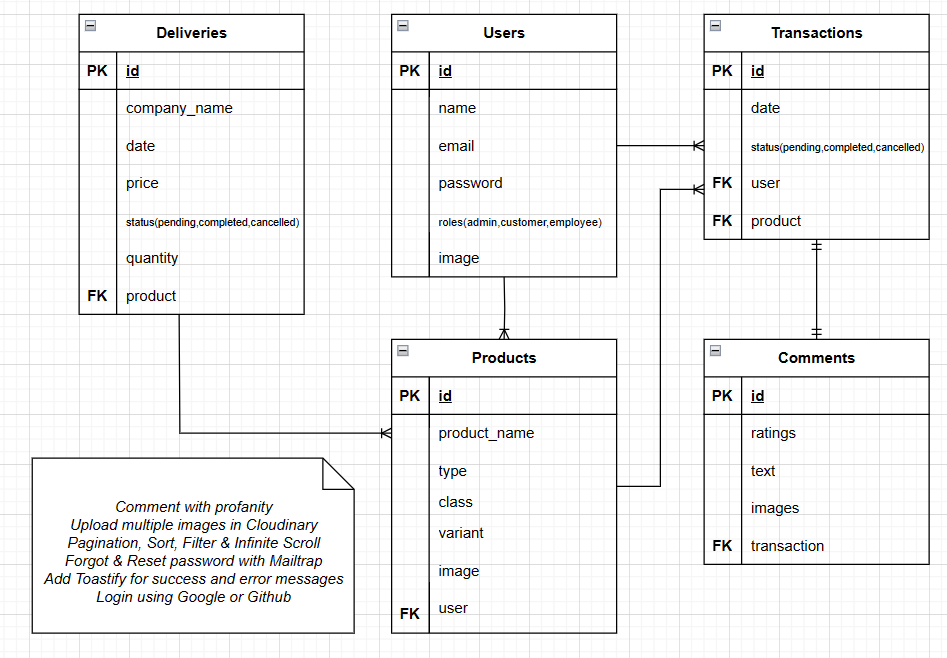 Deliveries
PK id
company_name
date
price
status(pending,completed,cancelled)
quantity
FK product
Users
PK id
name
email
password
roles(admin,customer,employee)
image
Transactions
PK id
date
status(pending,completed,cancelled)
FK user
FK product
Products
PK id
product_name
type
class
variant
image
FK user
Comments
PK id
ratings
text
images
FK transaction
Comment with profanity
Upload multiple images in Cloudinary
Pagination, Sort, Filter & Infinite Scroll
Forgot & Reset password with Mailtrap
Add Toastify for success and error messages
Login using Google or Github